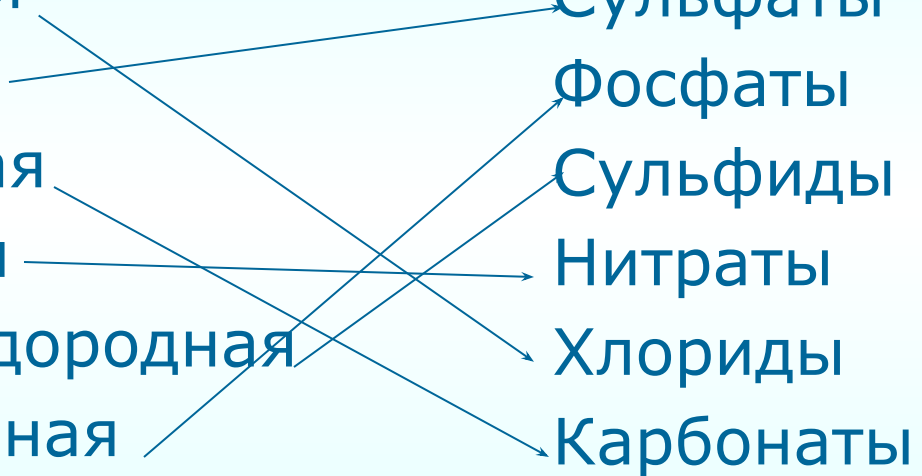 Сульфаты
Фосфаты
ая Сульфиды
Нитраты
дородная Хлориды
ная Карбонаты